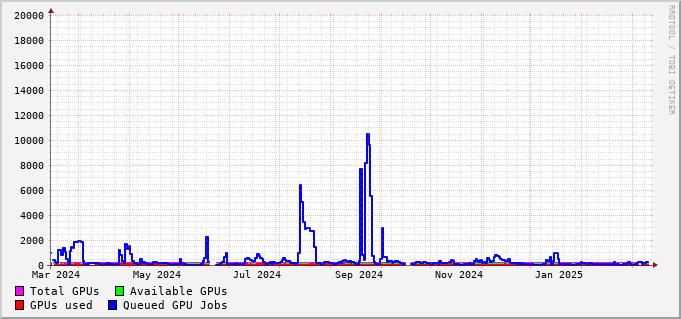 20000
18000
16000
14000
12000
10000
8000
6000
4000
2000
0
Mar 2024 May 2024 Jul 2024 Sep 2024 Nov 2024 Jan 2025
Total GPUs Available GPUs
GPUs used Queued GPU Jobs
RRDTOOL / TOBI OETIKER